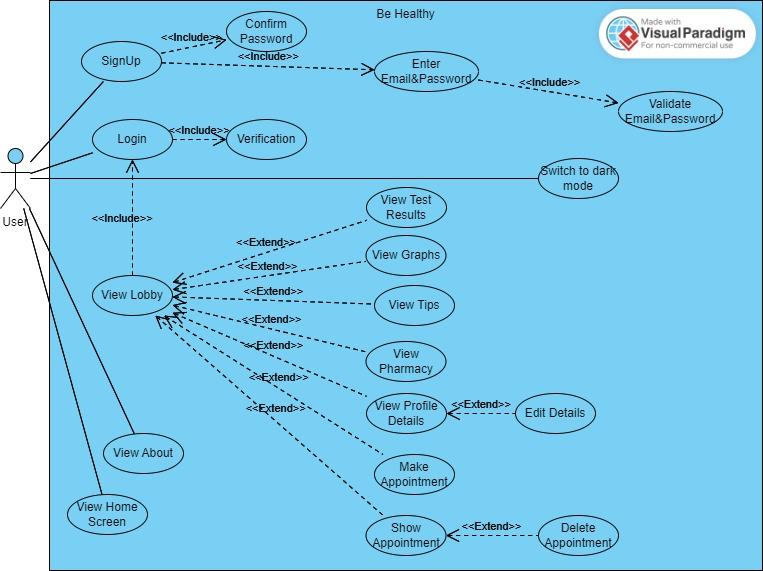 Be Healthy
Made with
VisualParadigm
For non-commercial use
Confirm
Password
<<Include>>
SignUp
<<Include>>
Enter
Email&Password
<<Include>>
Validate
Email&Password
Login
<<Include>>
Verification
Switch to dark
mode
User
<<Include>>
View Test
Results
<<Extend>>
View Graphs
<<Extend>>
View Lobby
<<Extend>>
View Tips
<<Extend>>
View
Pharmacy
<<Extend>>
View Profile
Details
<<Extend>>
Edit Details
<<Extend>>
Make
Appointment
<<Extend>>
Show
Appointment
<<Extend>>
Delete
Appointment
View About
View Home
Screen